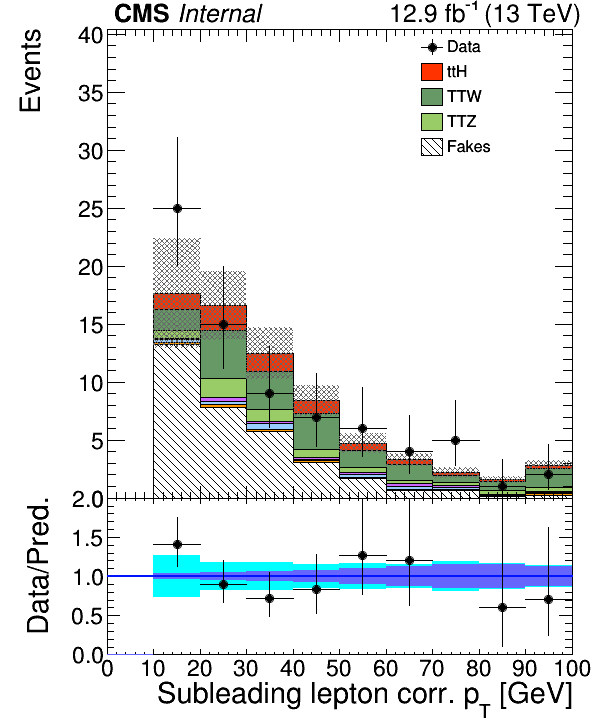 CMS Internal 12.9 fb⁻¹ (13 TeV)
Events
40
35
30
25
20
15
10
5
Data
ttH
TTW
TTZ
Fakes
Data/Pred.
2.0
1.5
1.0
0.5
0.0
0 10 20 30 40 50 60 70 80 90 100
Subleading lepton corr. p_T [GeV]